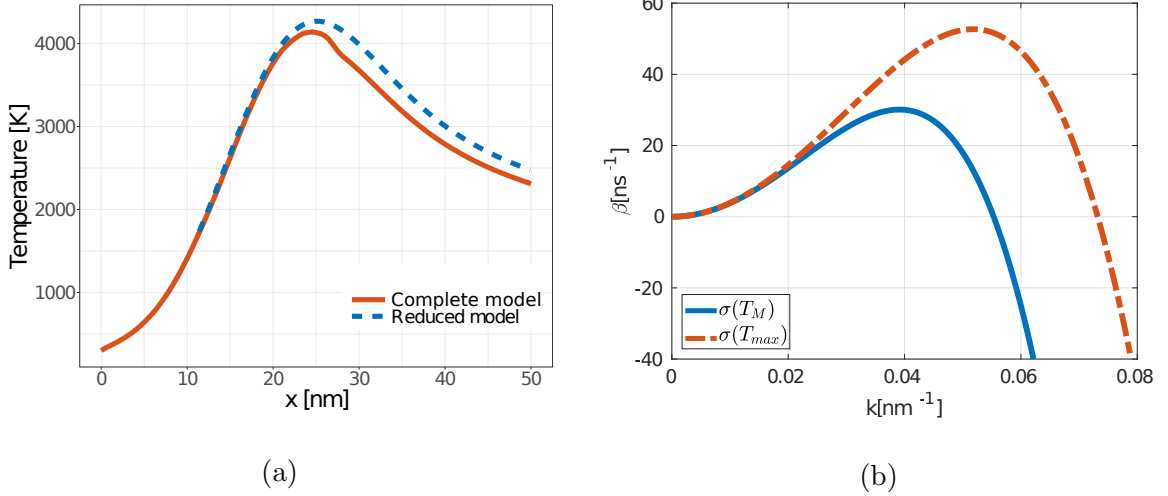 Temperature [K]
4000
3000
2000
1000
0
10
20
30
40
50
x [nm]
Complete model
Reduced model
(a)
β[ns⁻¹]
60
40
20
0
-20
-40
0
0.02
0.04
0.06
0.08
k[nm⁻¹]
σ(T_M)
σ(T_max)
(b)